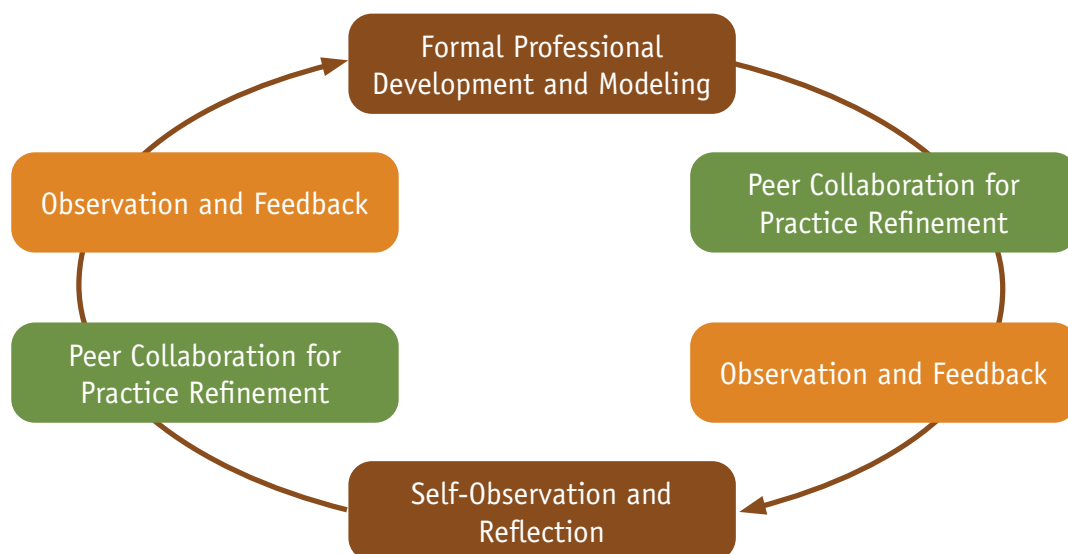 Formal Professional
Development and Modeling
Peer Collaboration for
Practice Refinement
Observation and Feedback
Self-Observation and
Reflection
Peer Collaboration for
Practice Refinement
Observation and Feedback